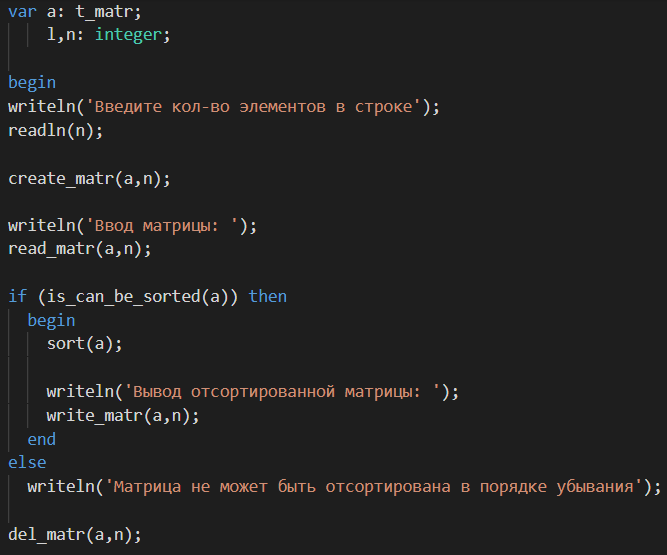 var a: t_matr;
l,n: integer;
begin
writeln('Введите кол-во элементов в строке');
readln(n);
create_matr(a,n);
writeln('Ввод матрицы: ');
read_matr(a,n);
if (is_can_be_sorted(a)) then
begin
sort(a);
writeln('Вывод отсортированной матрицы: ');
write_matr(a,n);
end
else
writeln('Матрица не может быть отсортирована в порядке убывания');
del_matr(a,n);